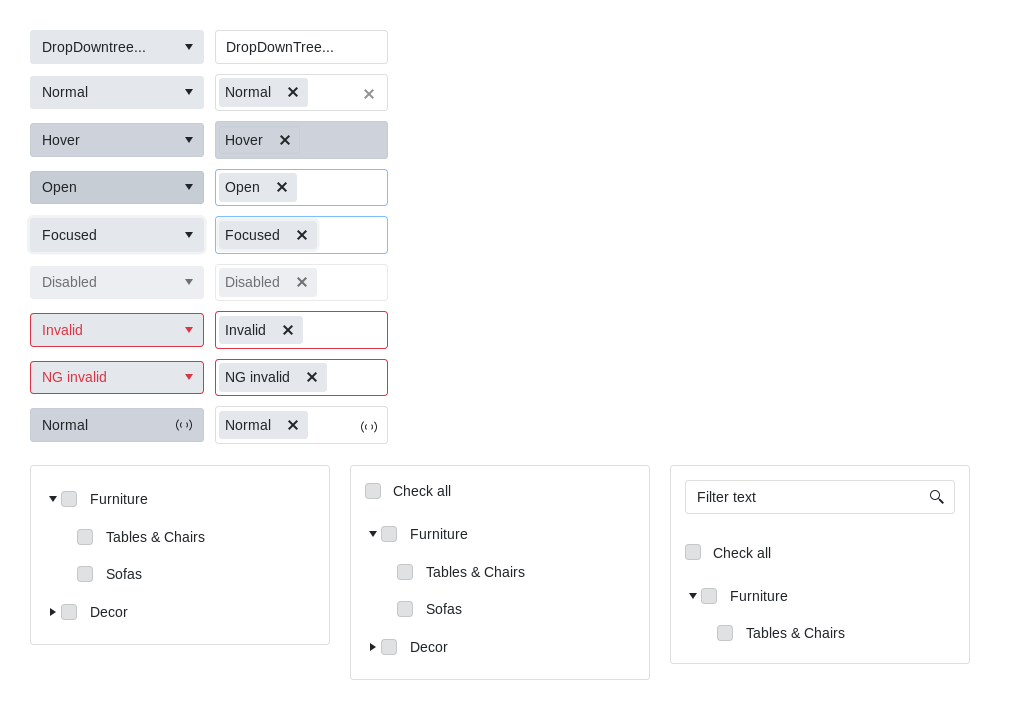 DropDowntree... DropDownTree...
Normal Normal
Hover Hover
Open Open
Focused Focused
Disabled Disabled
Invalid Invalid
NG invalid NG invalid
Normal Normal
Furniture
Tables & Chairs
Sofas
Decor
Check all
Furniture
Tables & Chairs
Sofas
Decor
Filter text
Check all
Furniture
Tables & Chairs